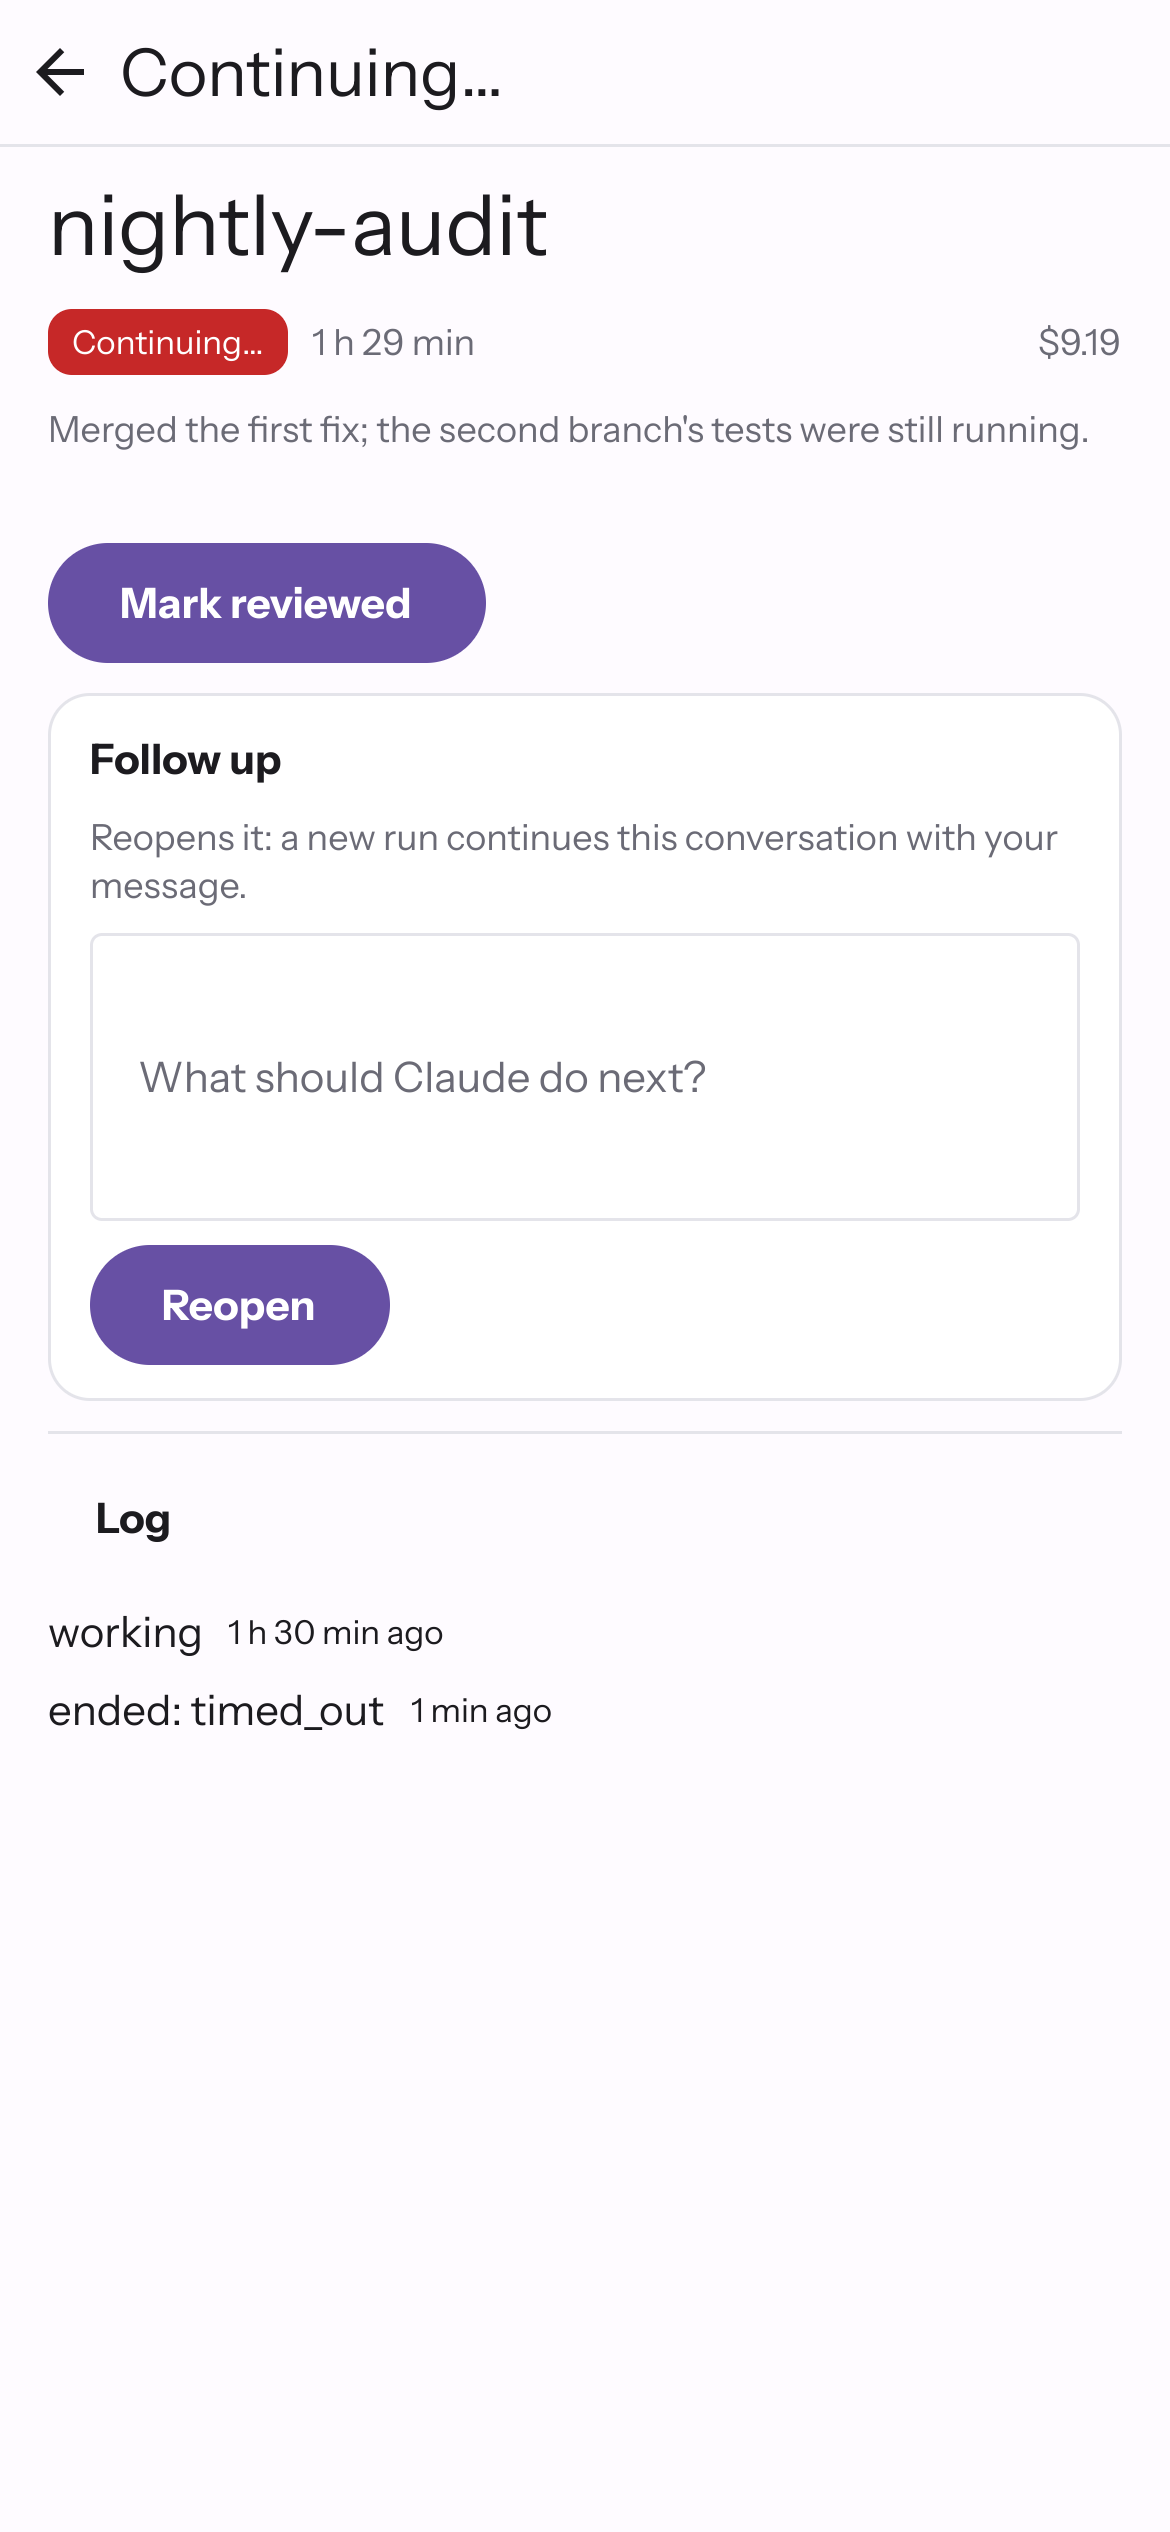 Continuing...
nightly-audit
Continuing... 1 h 29 min $9.19
Merged the first fix; the second branch's tests were still running.
Mark reviewed
Follow up
Reopens it: a new run continues this conversation with your
message.
What should Claude do next?
Reopen
Log
working 1 h 30 min ago
ended: timed_out 1 min ago